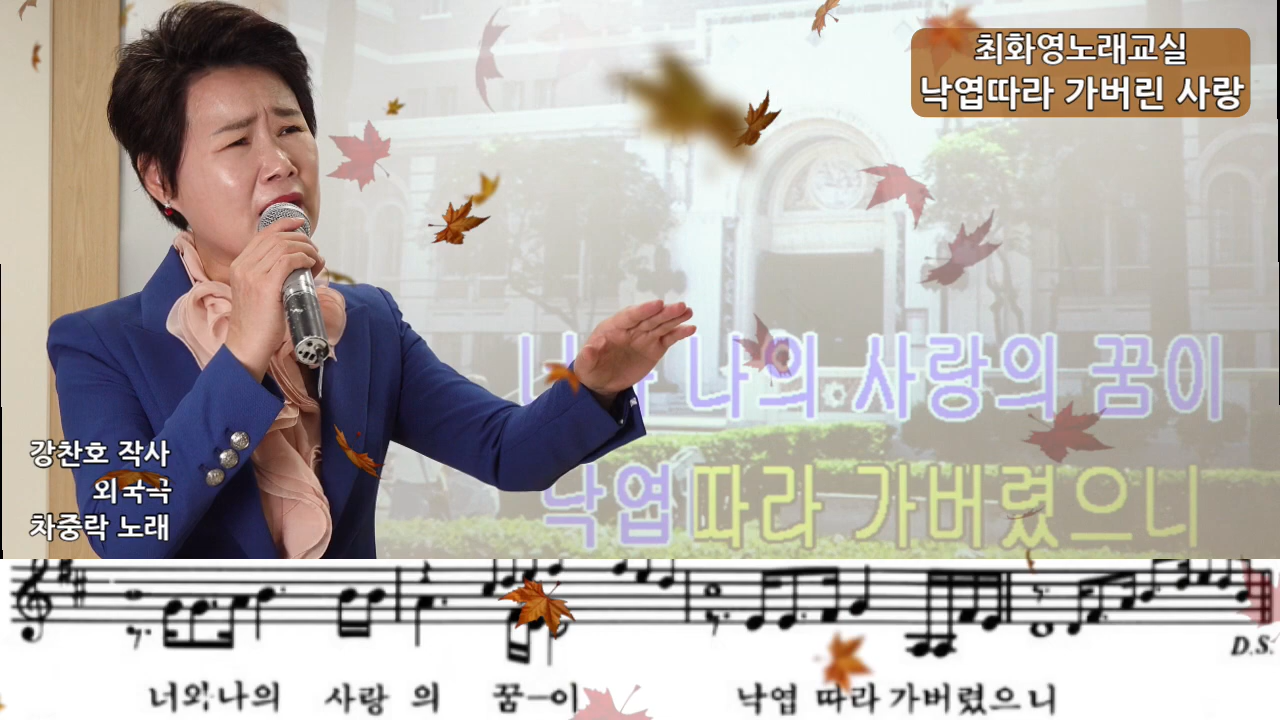 최화영노래교실
낙엽따라 가버린 사랑
나의 사랑의 꿈이
낙엽따라 가버렸으니
강찬호 작사
외국곡
차중락 노래
D.S.
너와 나의 사랑의 꿈—이 낙엽 따라 가버렸으니